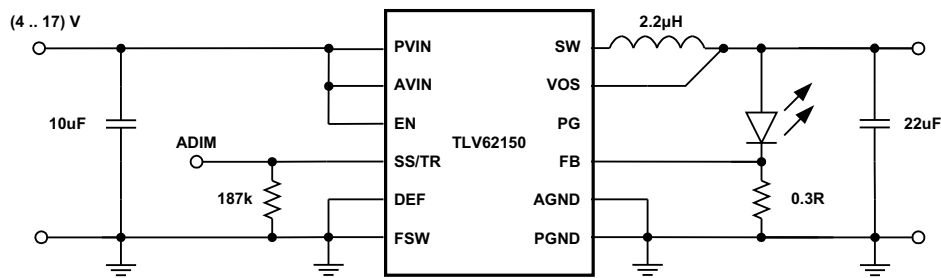 (4 .. 17) V
2.2µH
PVIN
SW
AVIN
VOS
10uF
EN
PG
22uF
TLV62150
ADIM
SS/TR
FB
187k
DEF
AGND
0.3R
FSW
PGND